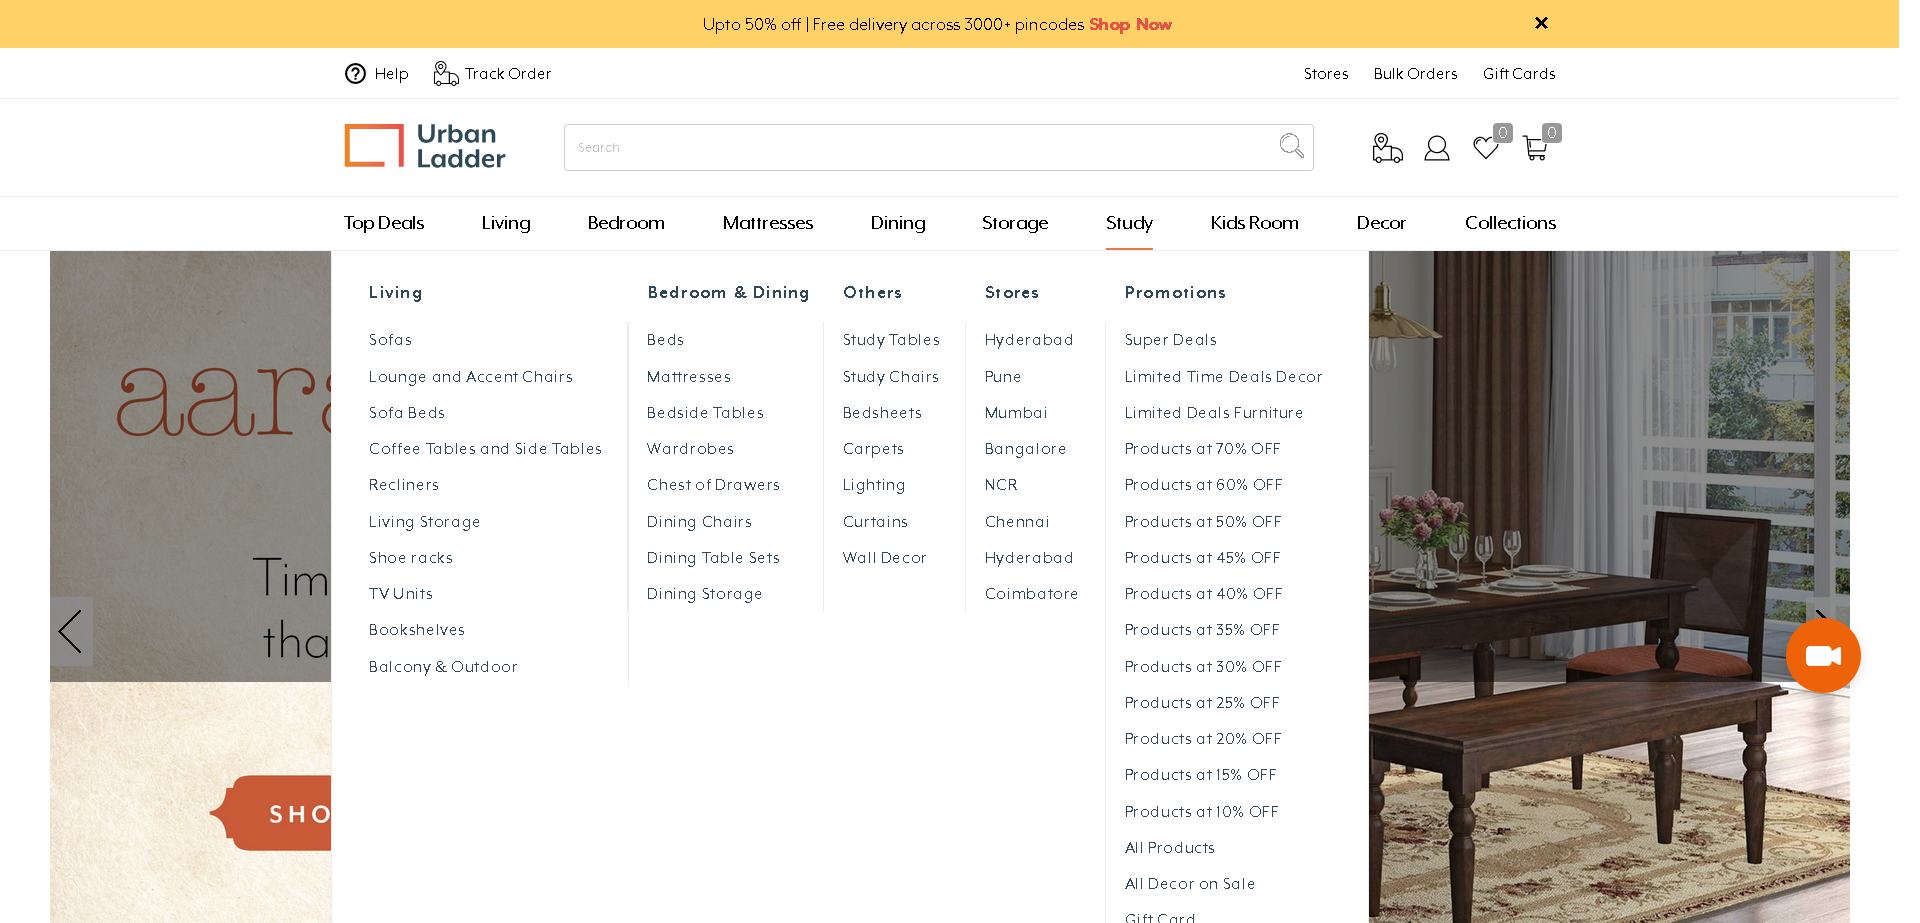 Upto 50% off | Free delivery across 3000+ pincodes Shop Now
Help
Track Order
Stores
Bulk Orders
Gift Cards
Urban
Ladder
Search
0
0
Top Deals
Living
Bedroom
Mattresses
Dining
Storage
Study
Kids Room
Decor
Collections
Living
Sofas
Lounge and Accent Chairs
Sofa Beds
Coffee Tables and Side Tables
Recliners
Living Storage
Shoe racks
TV Units
Bookshelves
Balcony & Outdoor
Bedroom & Dining
Beds
Mattresses
Bedside Tables
Wardrobes
Chest of Drawers
Dining Chairs
Dining Table Sets
Dining Storage
Others
Study Tables
Study Chairs
Bedsheets
Carpets
Lighting
Curtains
Wall Decor
Stores
Hyderabad
Pune
Mumbai
Bangalore
NCR
Chennai
Hyderabad
Coimbatore
Promotions
Super Deals
Limited Time Deals Decor
Limited Deals Furniture
Products at 70% OFF
Products at 60% OFF
Products at 50% OFF
Products at 45% OFF
Products at 40% OFF
Products at 35% OFF
Products at 30% OFF
Products at 25% OFF
Products at 20% OFF
Products at 15% OFF
Products at 10% OFF
All Products
All Decor on Sale
Gift Card